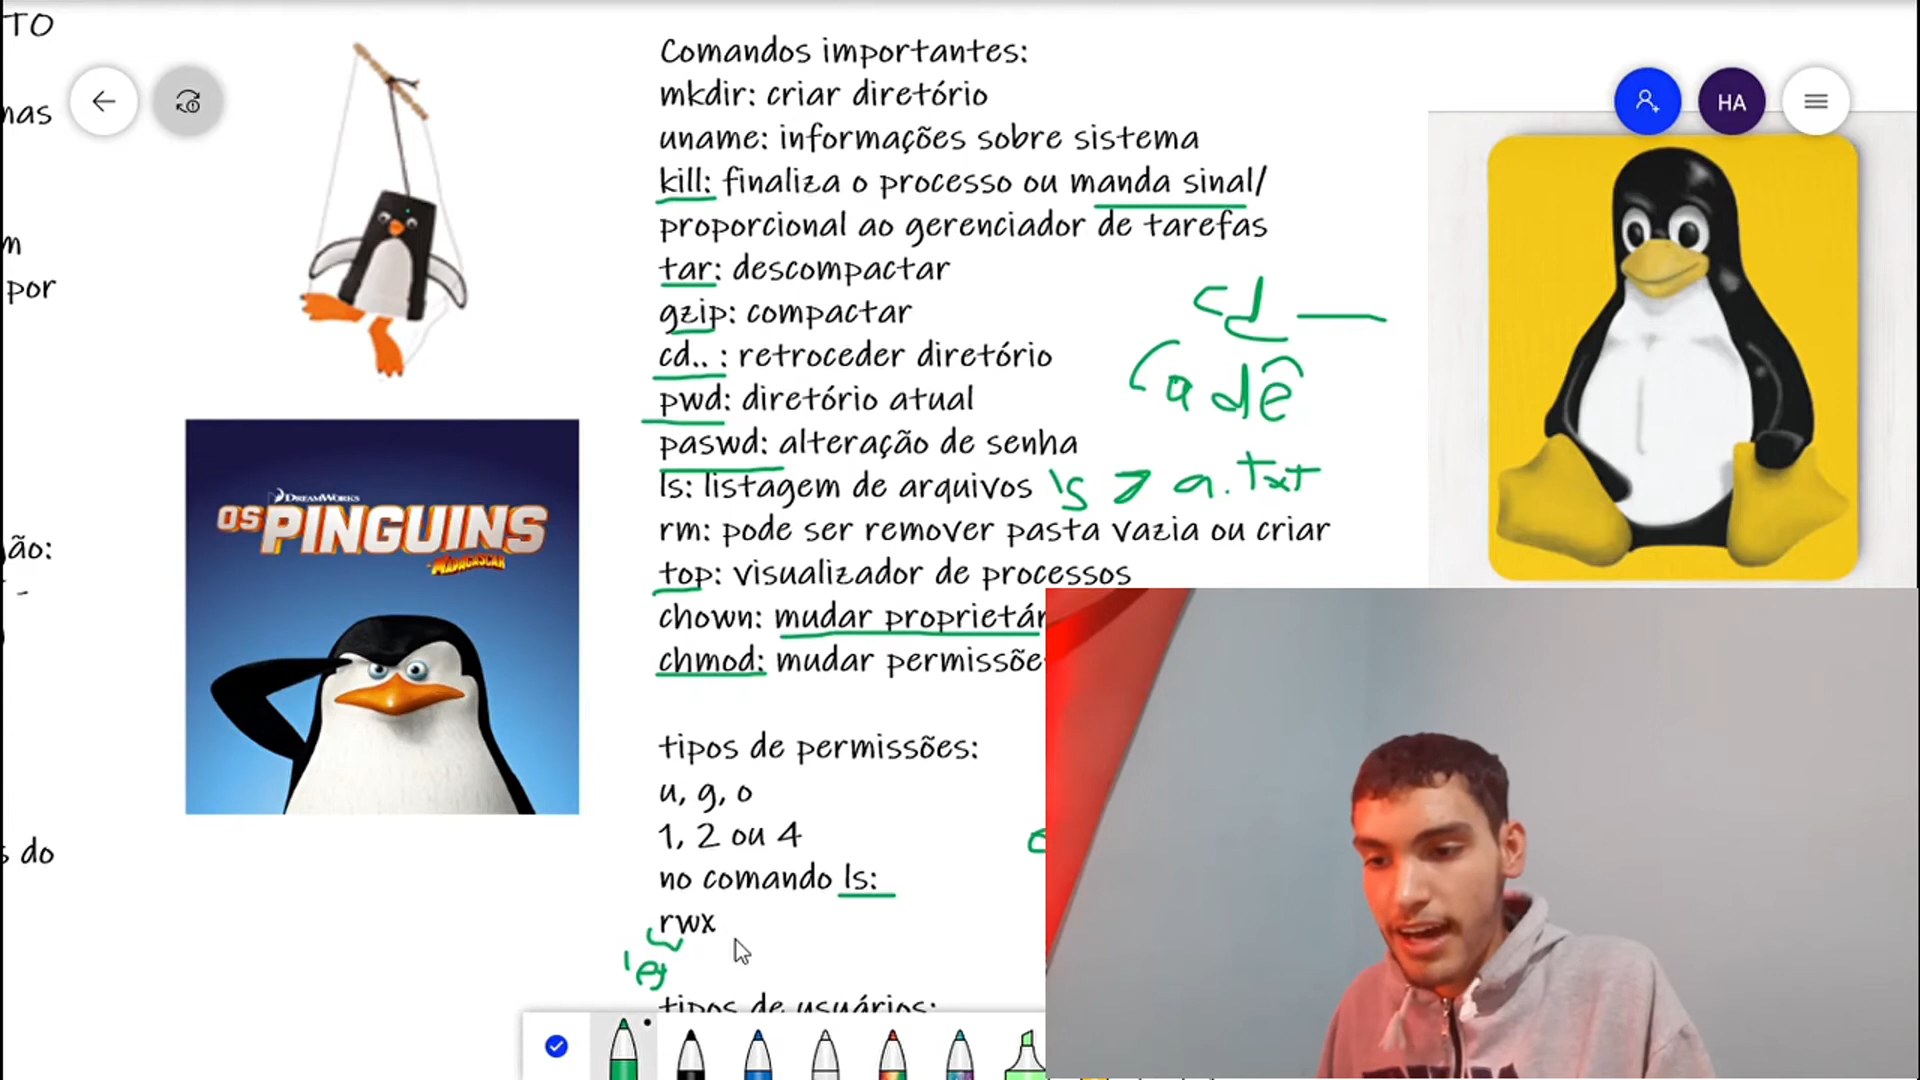 TO
nas
m
por
ão:
s do
DREAMWORKS
OS PINGUINS
MADAGASCAR
Comandos importantes:
mkdir: criar diretório
uname: informações sobre sistema
kill: finaliza o processo ou manda sinal/
proporcional ao gerenciador de tarefas
tar: descompactar
gzip: compactar
cd.. : retroceder diretório
pwd: diretório atual
paswd: alteração de senha
ls: listagem de arquivos
rm: pode ser remover pasta vazia ou criar
top: visualizador de processos
chown: mudar proprietár
chmod: mudar permissõe
cd
cadê
ls > a.txt
tipos de permissões:
u, g, o
1, 2 ou 4
no comando ls:
rwx
tipos de usuários:
HA